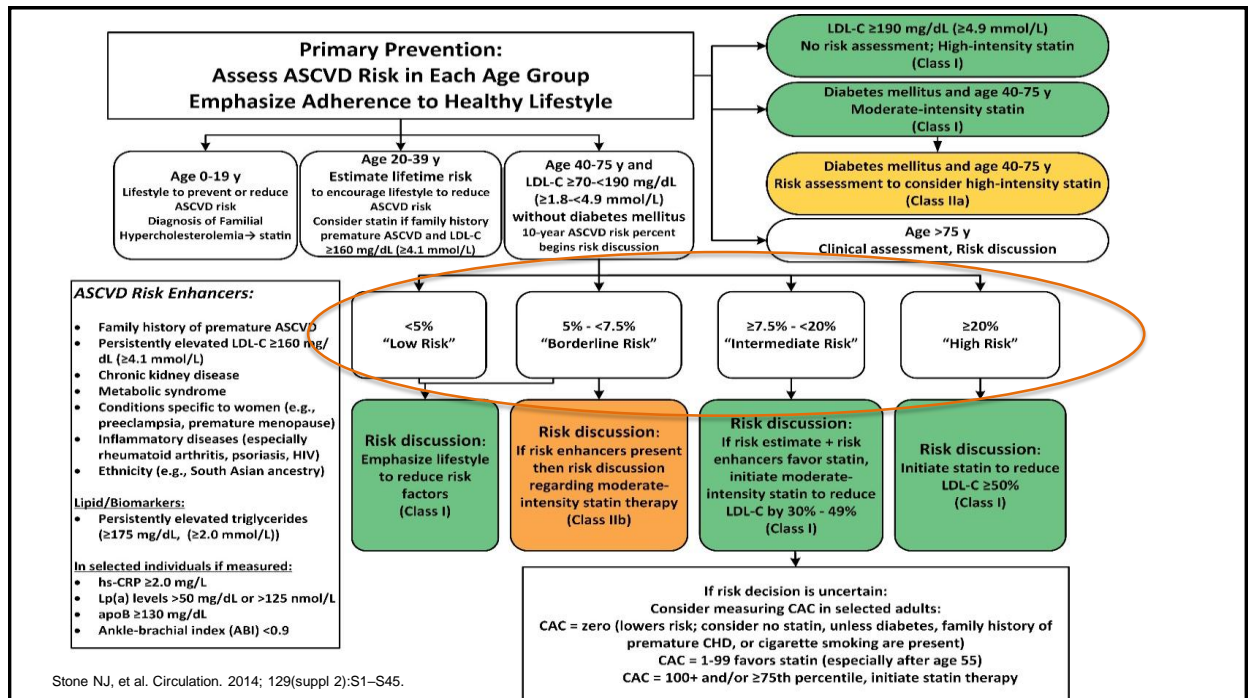 Primary Prevention:
Assess ASCVD Risk in Each Age Group
Emphasize Adherence to Healthy Lifestyle
LDL-C ≥190 mg/dL (≥4.9 mmol/L)
No risk assessment; High-intensity statin
(Class I)
Diabetes mellitus and age 40-75 y
Moderate-intensity statin
(Class I)
Diabetes mellitus and age 40-75 y
Risk assessment to consider high-intensity statin
(Class IIa)
Age >75 y
Clinical assessment, Risk discussion
Age 0-19 y
Lifestyle to prevent or reduce
ASCVD risk
Diagnosis of Familial
Hypercholesterolemia→ statin
Age 20-39 y
Estimate lifetime risk
to encourage lifestyle to reduce
ASCVD risk
Consider statin if family history
premature ASCVD and LDL-C
≥160 mg/dL (≥4.1 mmol/L)
Age 40-75 y and
LDL-C ≥70-<190 mg/dL
(≥1.8-<4.9 mmol/L)
without diabetes mellitus
10-year ASCVD risk percent
begins risk discussion
<5%
"Low Risk"
5% - <7.5%
"Borderline Risk"
≥7.5% - <20%
"Intermediate Risk"
≥20%
"High Risk"
Risk discussion:
Emphasize lifestyle
to reduce risk
factors
(Class I)
Risk discussion:
If risk enhancers present
then risk discussion
regarding moderate-
intensity statin therapy
(Class IIb)
Risk discussion:
If risk estimate + risk
enhancers favor statin,
initiate moderate-
intensity statin to reduce
LDL-C by 30% - 49%
(Class I)
Risk discussion:
Initiate statin to reduce
LDL-C ≥50%
(Class I)
If risk decision is uncertain:
Consider measuring CAC in selected adults:
CAC = zero (lowers risk; consider no statin, unless diabetes, family history of
premature CHD, or cigarette smoking are present)
CAC = 1-99 favors statin (especially after age 55)
CAC = 100+ and/or ≥75th percentile, initiate statin therapy
ASCVD Risk Enhancers:
• Family history of premature ASCVD
• Persistently elevated LDL-C ≥160 mg/
dL (≥4.1 mmol/L)
• Chronic kidney disease
• Metabolic syndrome
• Conditions specific to women (e.g.,
preeclampsia, premature menopause)
• Inflammatory diseases (especially
rheumatoid arthritis, psoriasis, HIV)
• Ethnicity (e.g., South Asian ancestry)
Lipid/Biomarkers:
• Persistently elevated triglycerides
(≥175 mg/dL, (≥2.0 mmol/L))
In selected individuals if measured:
• hs-CRP ≥2.0 mg/L
• Lp(a) levels >50 mg/dL or >125 nmol/L
• apoB ≥130 mg/dL
• Ankle-brachial index (ABI) <0.9
Stone NJ, et al. Circulation. 2014; 129(suppl 2):S1–S45.